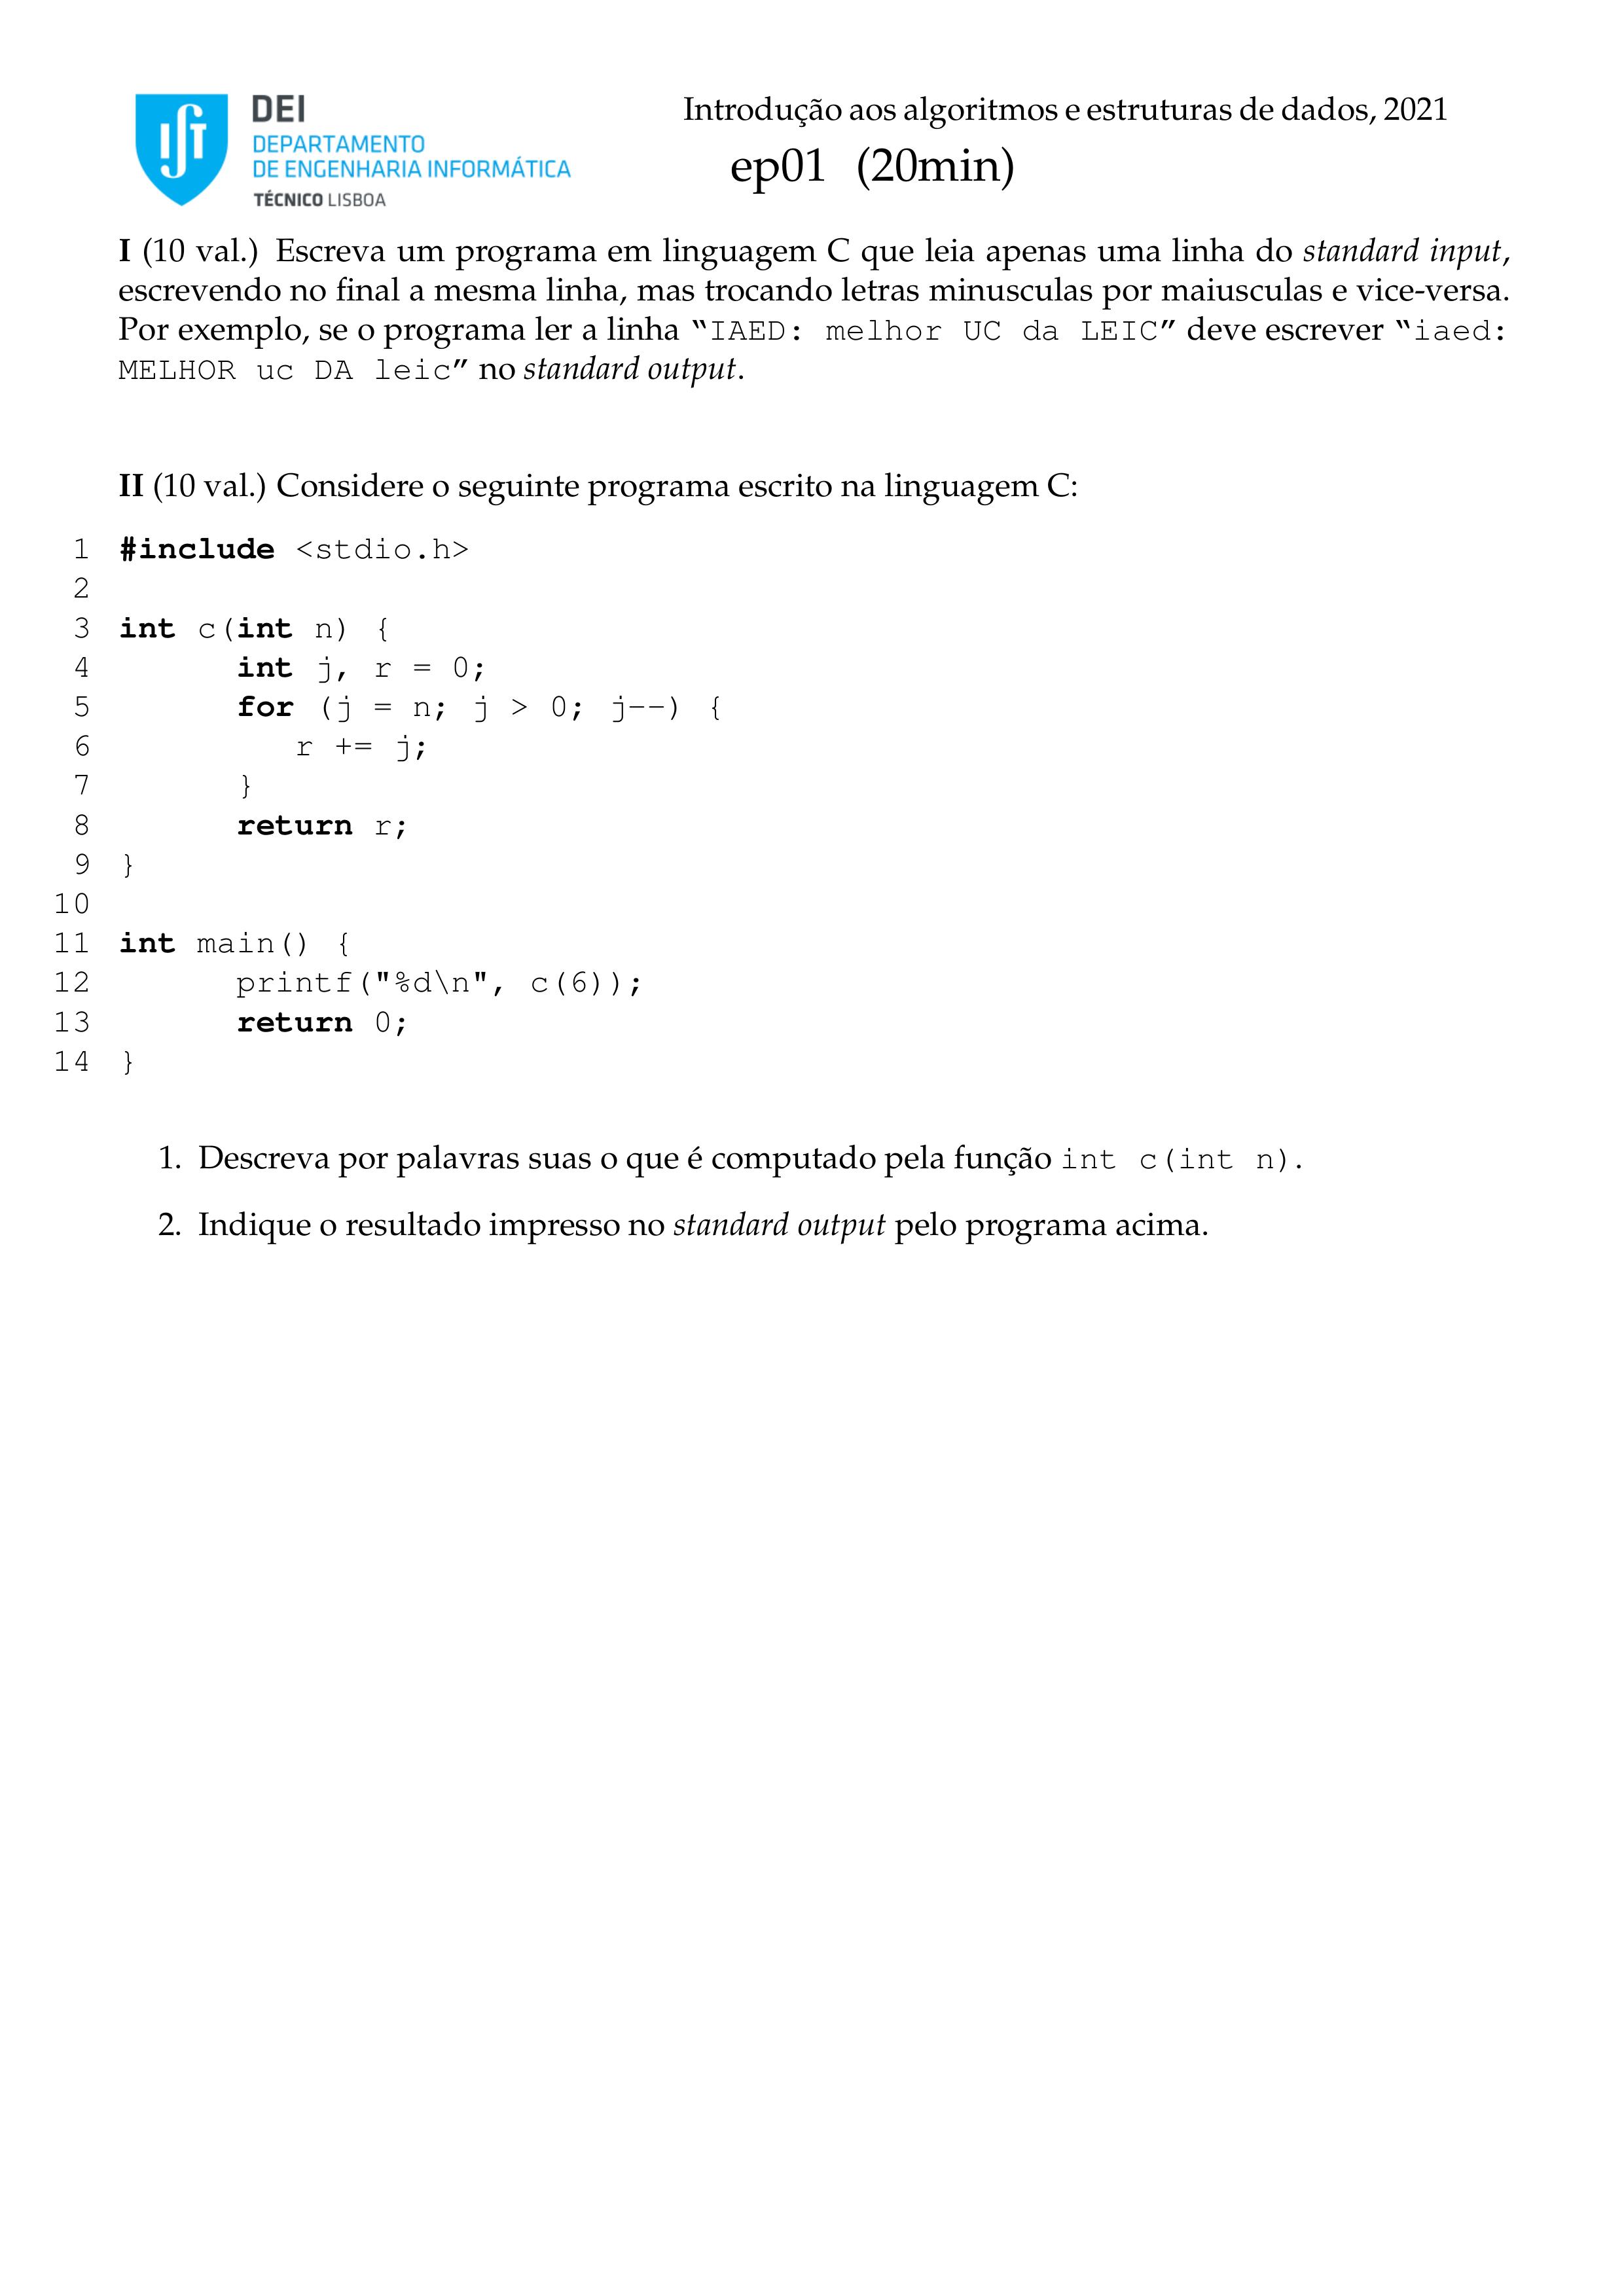 DEI
DEPARTAMENTO
DE ENGENHARIA INFORMÁTICA
TÉCNICO LISBOA
Introdução aos algoritmos e estruturas de dados, 2021
ep01 (20min)
I (10 val.) Escreva um programa em linguagem C que leia apenas uma linha do standard input,
escrevendo no final a mesma linha, mas trocando letras minusculas por maiusculas e vice-versa.
Por exemplo, se o programa ler a linha “IAED: melhor UC da LEIC” deve escrever “iaed:
MELHOR uc DA leic” no standard output.
II (10 val.) Considere o seguinte programa escrito na linguagem C:
1 #include <stdio.h>
2
3 int c(int n) {
4 int j, r = 0;
5 for (j = n; j > 0; j--) {
6 r += j;
7 }
8 return r;
9 }
10
11 int main() {
12 printf("%d\n", c(6));
13 return 0;
14 }
1. Descreva por palavras suas o que é computado pela função int c(int n).
2. Indique o resultado impresso no standard output pelo programa acima.